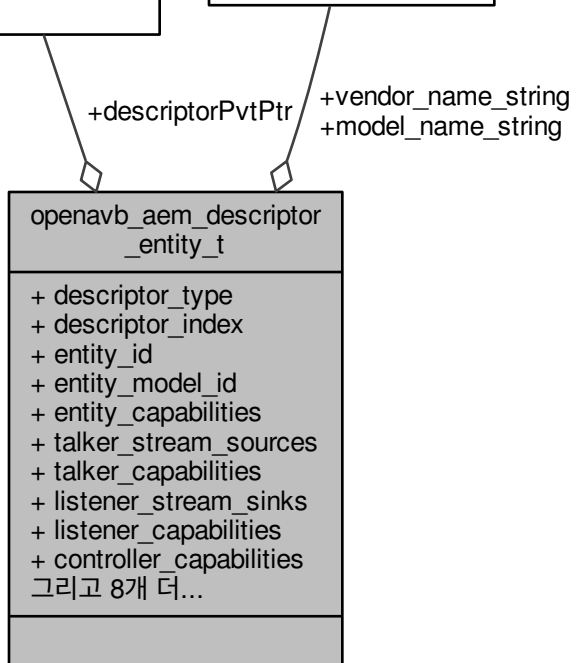 +descriptorPvtPtr
+vendor_name_string
+model_name_string
openavb_aem_descriptor
_entity_t
+ descriptor_type
+ descriptor_index
+ entity_id
+ entity_model_id
+ entity_capabilities
+ talker_stream_sources
+ talker_capabilities
+ listener_stream_sinks
+ listener_capabilities
+ controller_capabilities
그리고 8개 더...